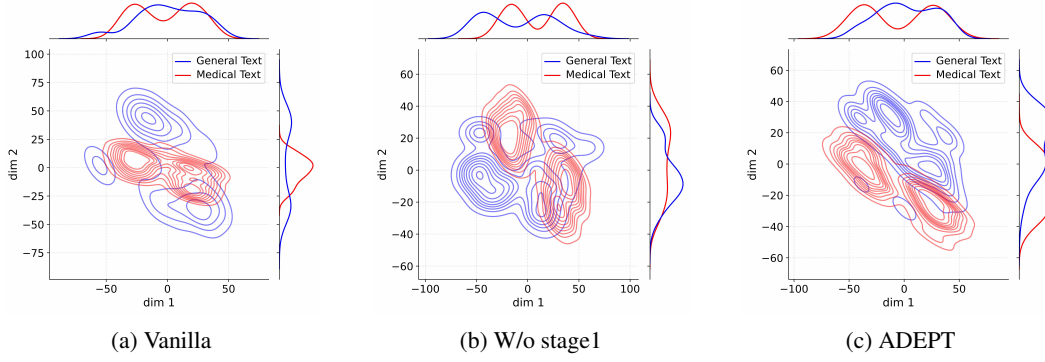 General Text
Medical Text
100
75
50
25
0
−25
−50
−75
dim 2
−50
0
50
dim 1
(a) Vanilla
General Text
Medical Text
60
40
20
0
−20
−40
−60
dim 2
−100
−50
0
50
100
dim 1
(b) W/o stage1
General Text
Medical Text
60
40
20
0
−20
−40
−60
dim 2
−100
−50
0
50
dim 1
(c) ADEPT